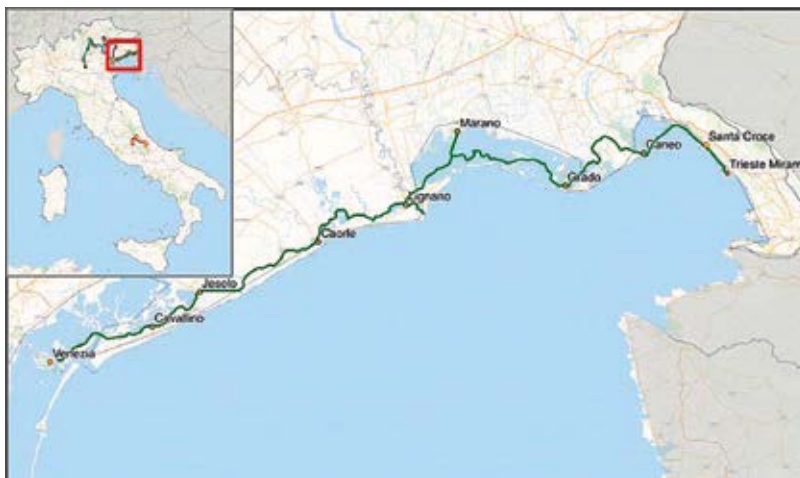 Marano
Santa Croce
Caneo
Trieste Miram
Grado
Lignano
Caorle
Jesolo
Cavallino
Venezia